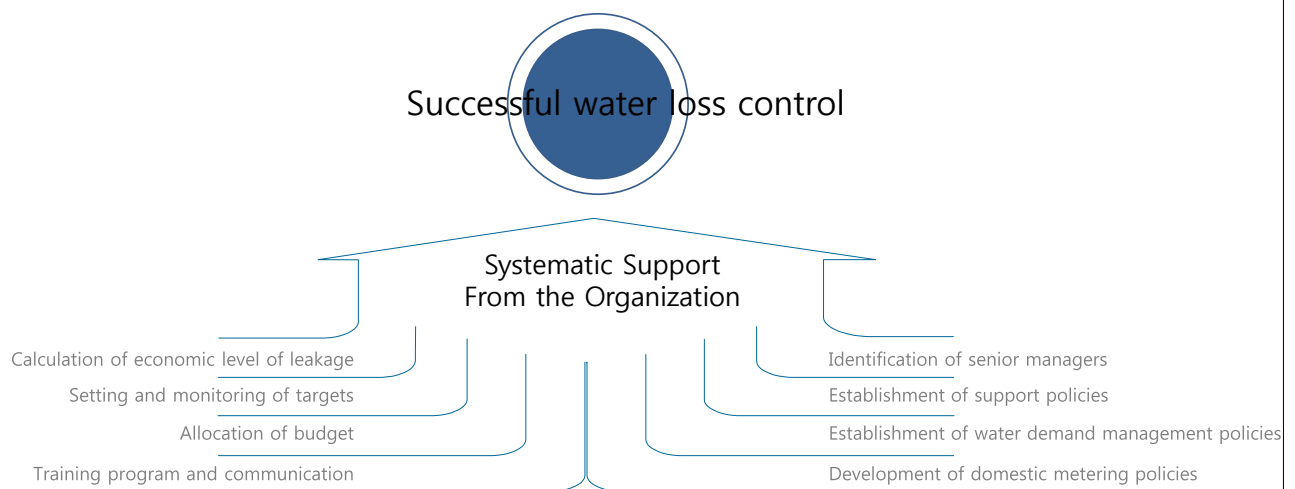 Successful water loss control
Systematic Support
From the Organization
Calculation of economic level of leakage
Setting and monitoring of targets
Allocation of budget
Training program and communication
Identification of senior managers
Establishment of support policies
Establishment of water demand management policies
Development of domestic metering policies